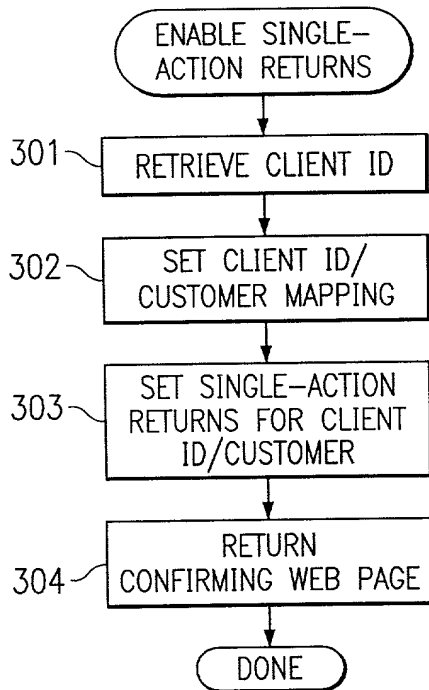 ENABLE SINGLE-
ACTION RETURNS
301
RETRIEVE CLIENT ID
302
SET CLIENT ID/
CUSTOMER MAPPING
303
SET SINGLE-ACTION
RETURNS FOR CLIENT
ID/CUSTOMER
304
RETURN
CONFIRMING WEB PAGE
DONE